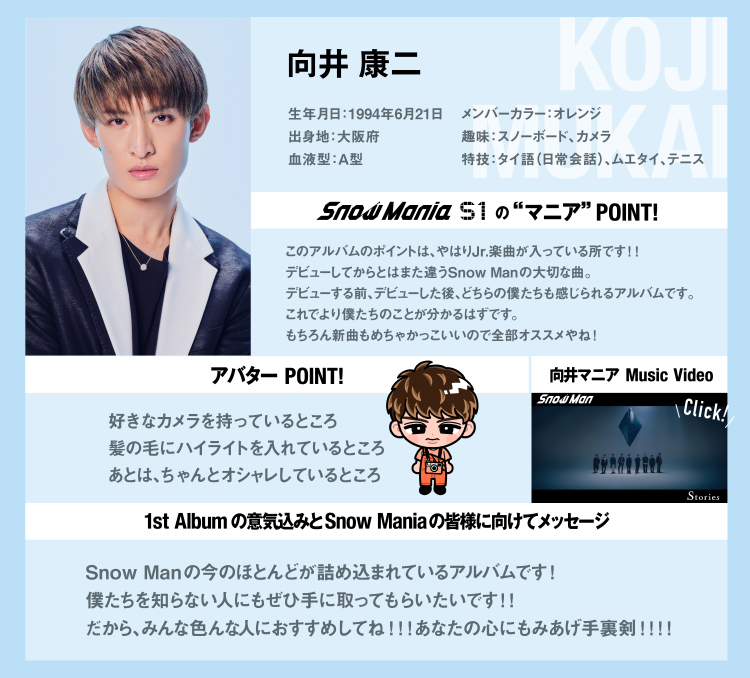 KOJI
MUKAI
向井 康二
生年月日：1994年6月21日
メンバーカラー：オレンジ
出身地：大阪府
趣味：スノーボード、カメラ
血液型：A型
特技：タイ語（日常会話）、ムエタイ、テニス
Snow Mania S1 の“マニア”POINT!
このアルバムのポイントは、やはりJr.楽曲が入っている所です！！
デビューしてからとはまた違うSnow Manの大切な曲。
デビューする前、デビューした後、どちらの僕たちも感じられるアルバムです。
これでより僕たちのことが分かるはずです。
もちろん新曲もめちゃかっこいいので全部オススメやね！
アバター POINT!
好きなカメラを持っているところ
髪の毛にハイライトを入れているところ
あとは、ちゃんとオシャレしているところ
向井マニア Music Video
Snow Man
Click!
Stories
1st Albumの意気込みとSnow Maniaの皆様に向けてメッセージ
Snow Manの今のほとんどが詰め込まれているアルバムです！
僕たちを知らない人にもぜひ手に取ってもらいたいです！！
だから、みんな色んな人におすすめしてね！！！あなたの心にもみあげ手裏剣！！！！